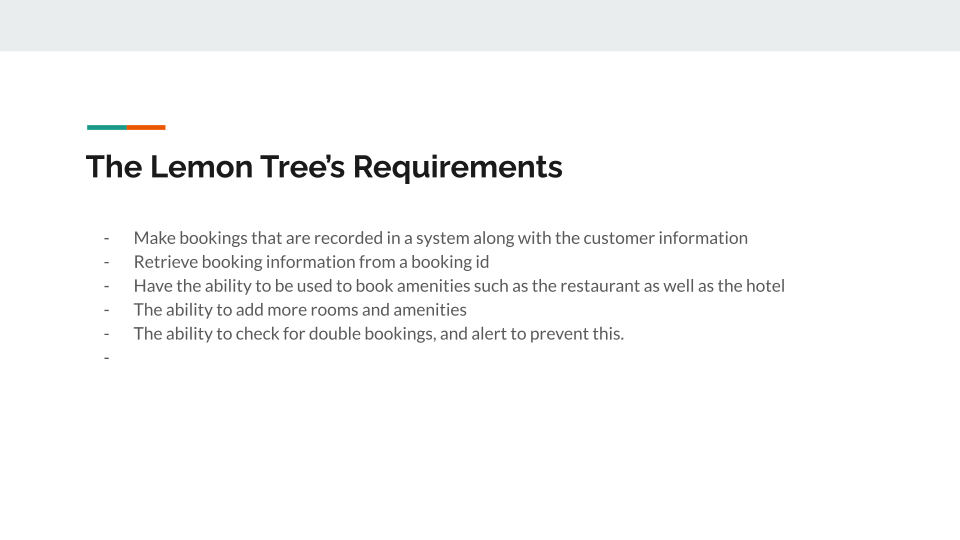 The Lemon Tree’s Requirements
- Make bookings that are recorded in a system along with the customer information
- Retrieve booking information from a booking id
- Have the ability to be used to book amenities such as the restaurant as well as the hotel
- The ability to add more rooms and amenities
- The ability to check for double bookings, and alert to prevent this.
-